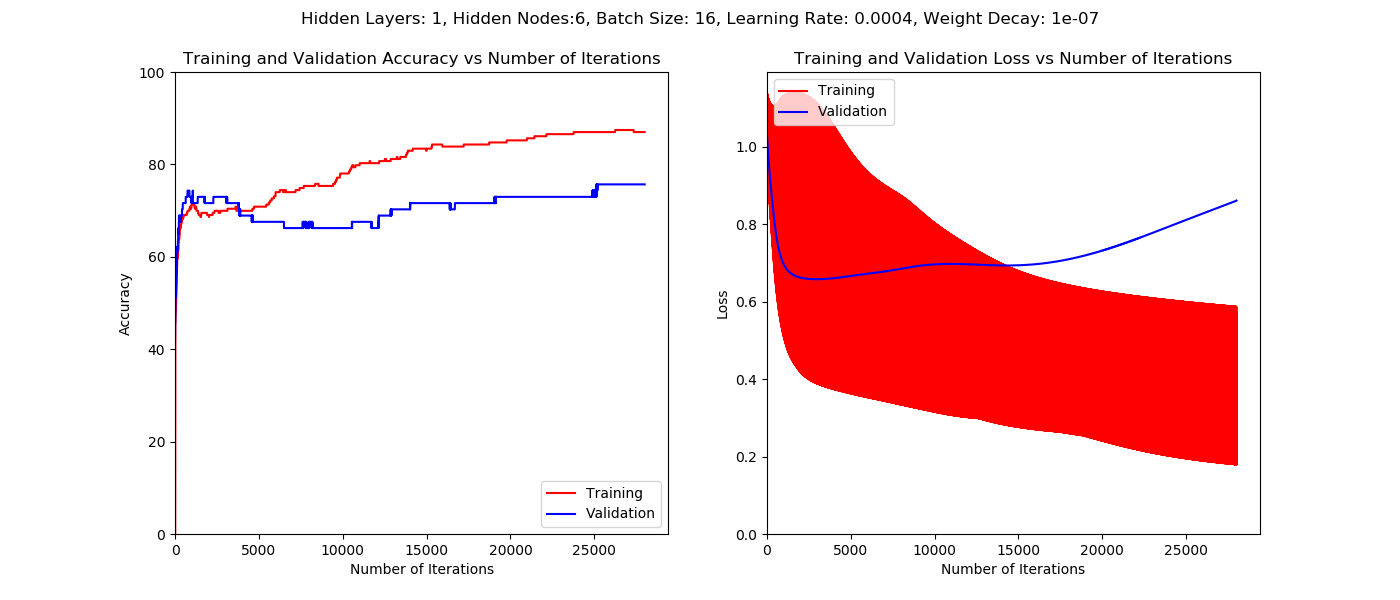 Hidden Layers: 1, Hidden Nodes:6, Batch Size: 16, Learning Rate: 0.0004, Weight Decay: 1e-07
Training and Validation Accuracy vs Number of Iterations
100
80
60
40
20
0
Accuracy
0 5000 10000 15000 20000 25000
Number of Iterations
Training
Validation
Training and Validation Loss vs Number of Iterations
Training
Validation
1.0
0.8
0.6
0.4
0.2
0.0
Loss
0 5000 10000 15000 20000 25000
Number of Iterations